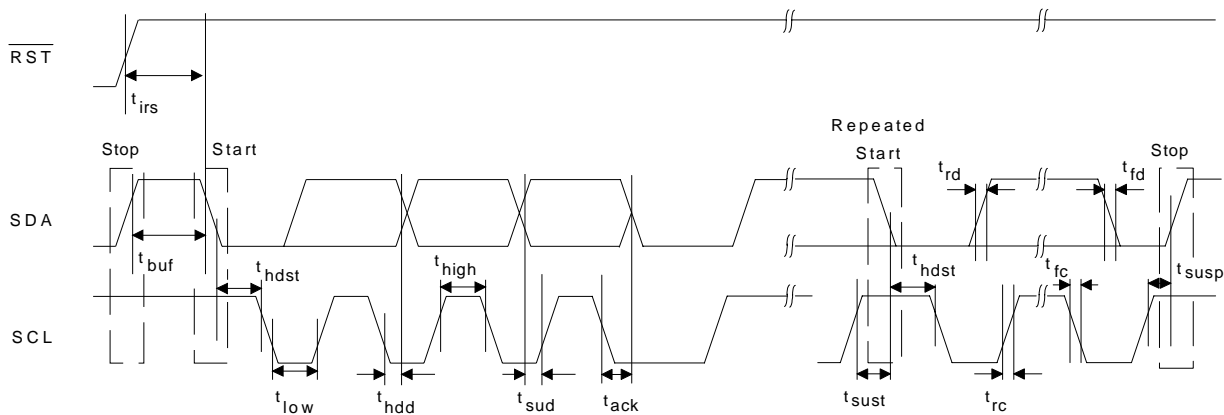 RST
t irs
Repeated
Stop Start Start Stop
t rd t fd
SDA
t buf t hdst t high t hdst t fc t susp
SCL
t low t hdd t sud t ack t sust t rc